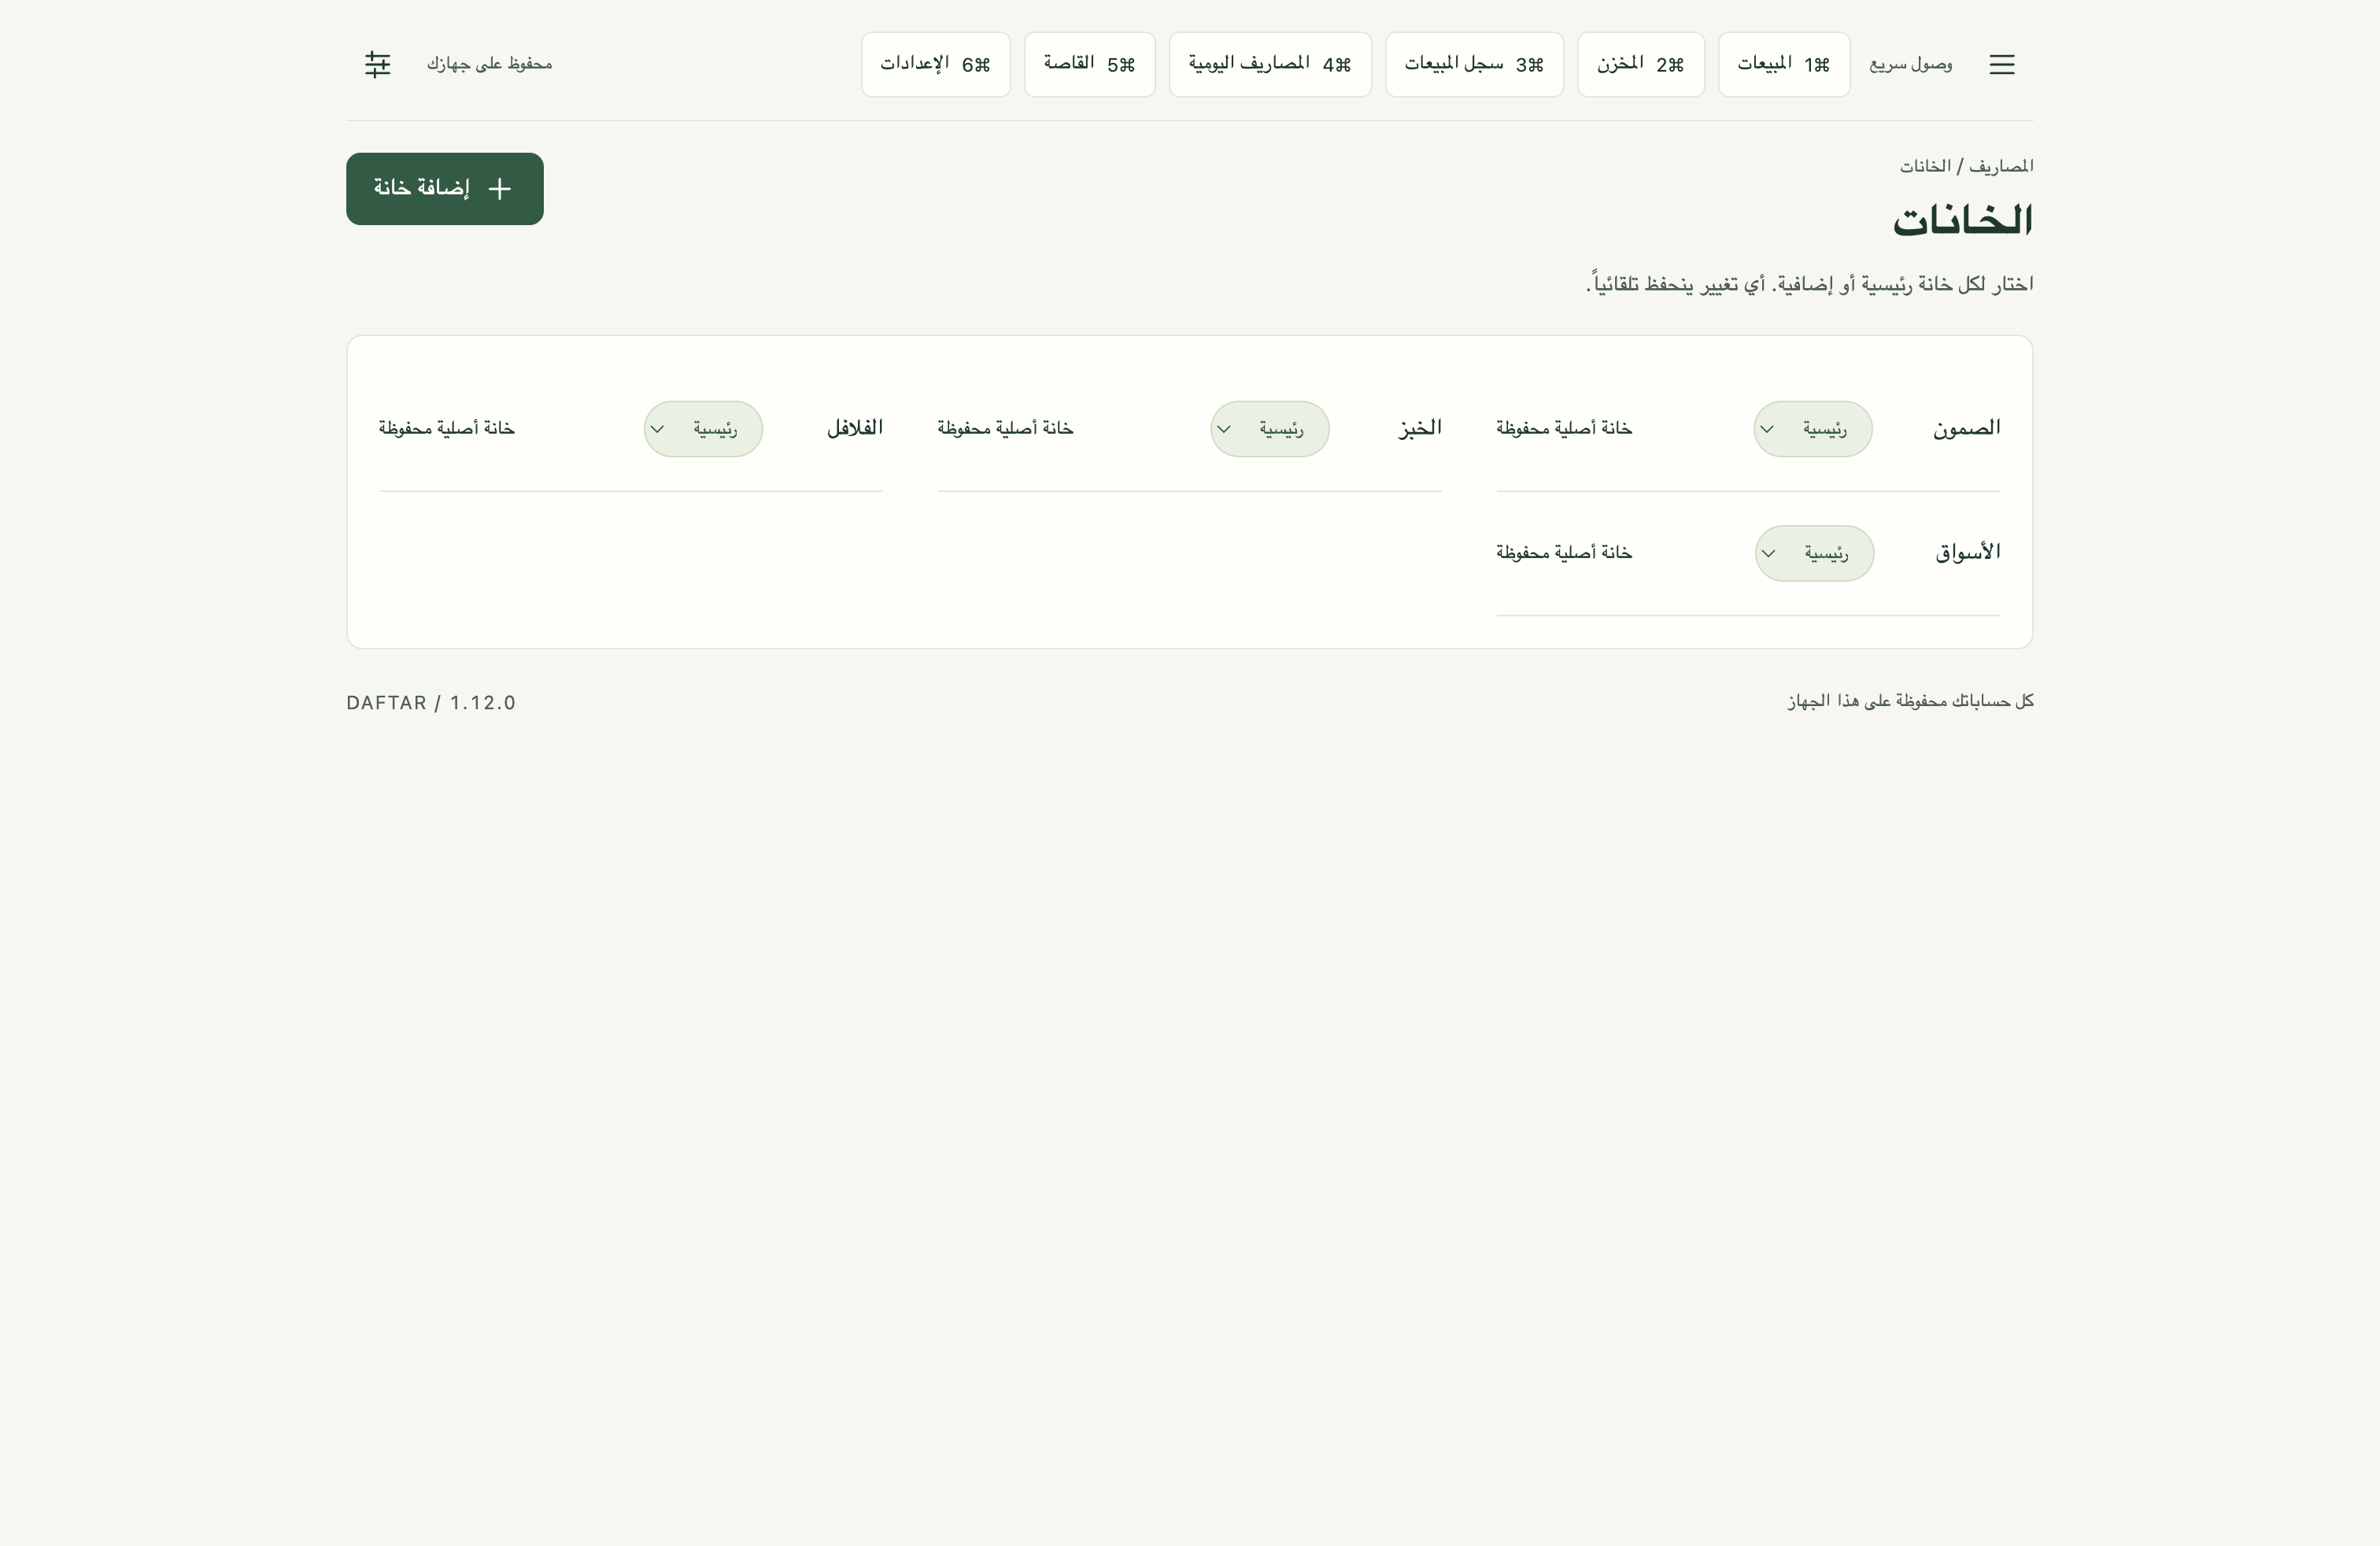 وصول سريع
⌘1 المبيعات
⌘2 المخزن
⌘3 سجل المبيعات
⌘4 المصاريف اليومية
⌘5 القاصة
⌘6 الإعدادات
محفوظ على جهازك
المصاريف / الخانات
الخانات
إضافة خانة
اختار لكل خانة رئيسية أو إضافية. أي تغيير ينحفظ تلقائياً.
الصمون رئيسية خانة أصلية محفوظة
الخبز رئيسية خانة أصلية محفوظة
الفلافل رئيسية خانة أصلية محفوظة
الأسواق رئيسية خانة أصلية محفوظة
كل حساباتك محفوظة على هذا الجهاز
DAFTAR / 1.12.0